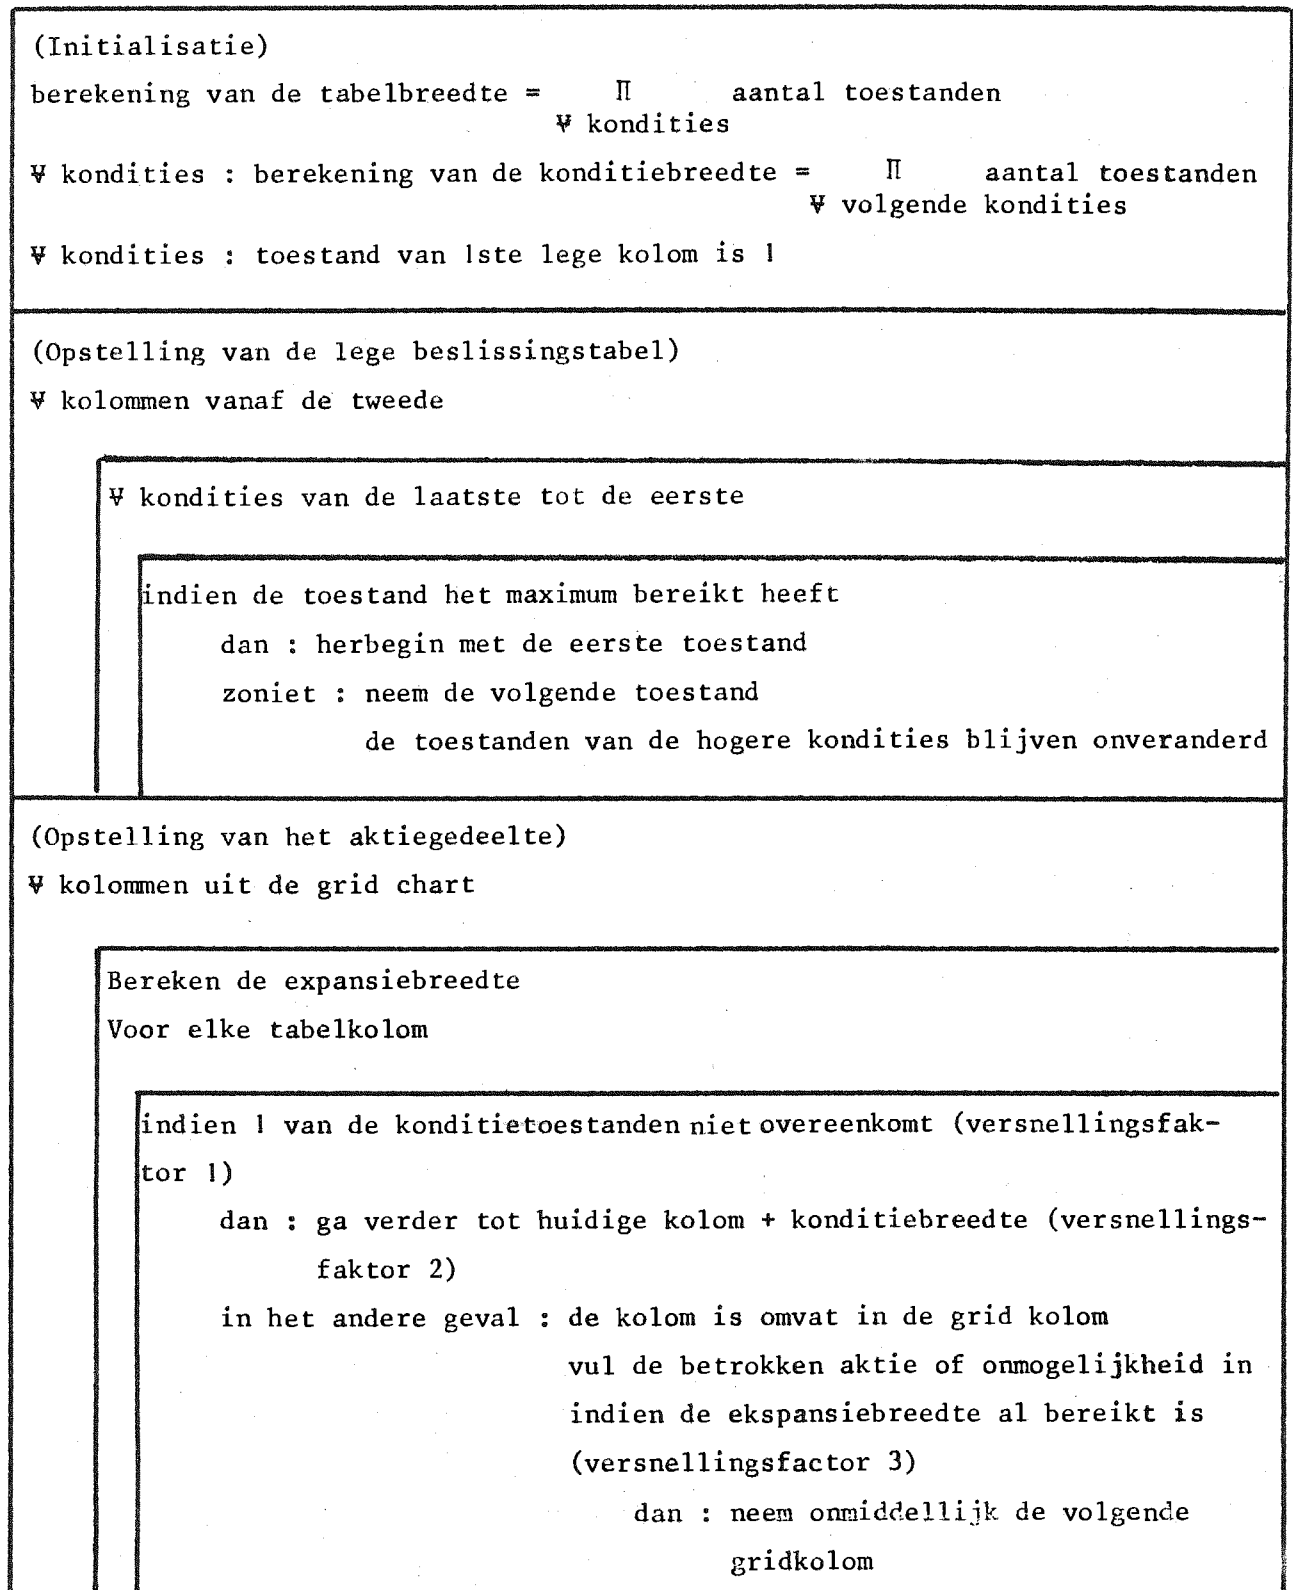 (Initialisatie)
berekening van de tabelbreedte = Π aantal toestanden
∀ kondities
∀ kondities : berekening van de konditiebreedte = Π aantal toestanden
∀ volgende kondities
∀ kondities : toestand van 1ste lege kolom is 1
(Opstelling van de lege beslissingstabel)
∀ kolommen vanaf de tweede
∀ kondities van de laatste tot de eerste
indien de toestand het maximum bereikt heeft
dan : herbegin met de eerste toestand
zoniet : neem de volgende toestand
de toestanden van de hogere kondities blijven onveranderd
(Opstelling van het aktiegedeelte)
∀ kolommen uit de grid chart
Bereken de expansiebreedte
Voor elke tabelkolom
indien 1 van de konditietoestanden niet overeenkomt (versnellingsfak-
tor 1)
dan : ga verder tot huidige kolom + konditiebreedte (versnellings-
faktor 2)
in het andere geval : de kolom is omvat in de grid kolom
vul de betrokken aktie of onmogelijkheid in
indien de ekspansiebreedte al bereikt is
(versnellingsfactor 3)
dan : neem onmiddellijk de volgende
gridkolom